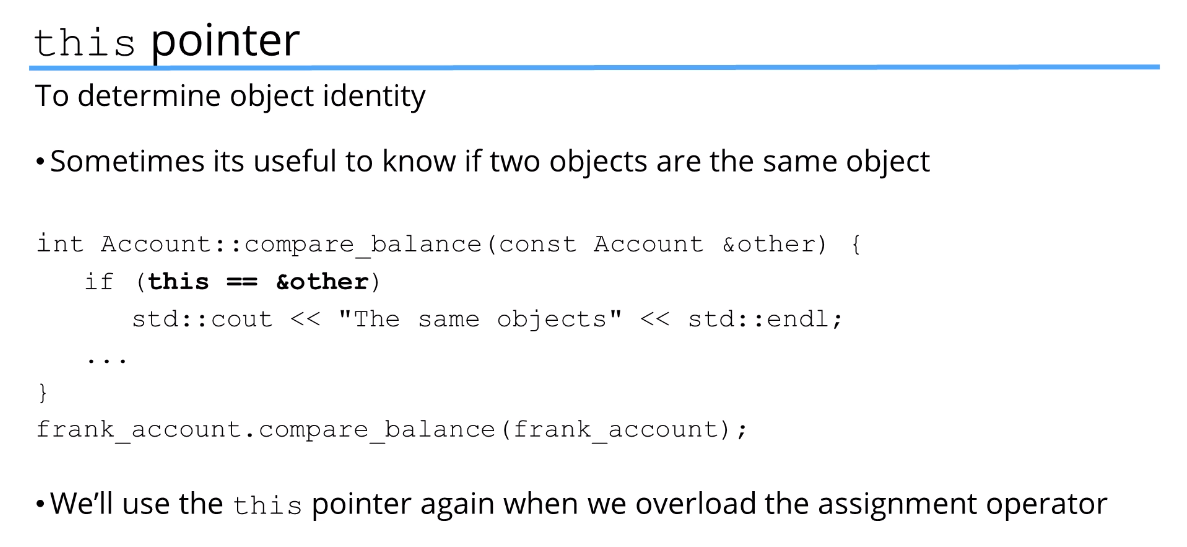 this pointer
To determine object identity
•Sometimes its useful to know if two objects are the same object
int Account::compare_balance(const Account &other) {
   if (this == &other)
      std::cout << "The same objects" << std::endl;
   ...
}
frank_account.compare_balance(frank_account);
•We’ll use the this pointer again when we overload the assignment operator